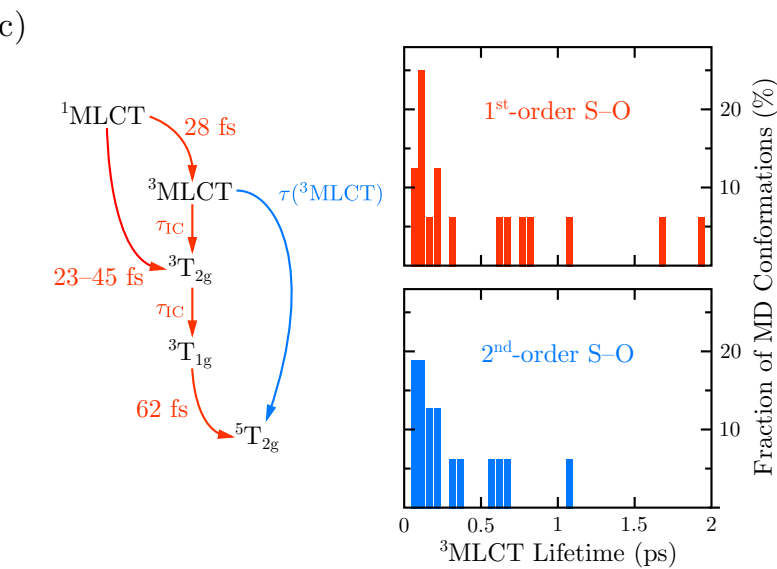 c)
¹MLCT
28 fs
³MLCT
τ(³MLCT)
τIC
23–45 fs
³T2g
τIC
³T1g
62 fs
⁵T2g
1st-order S–O
20
10
2nd-order S–O
20
10
0
0.5
1
1.5
2
³MLCT Lifetime (ps)
Fraction of MD Conformations (%)